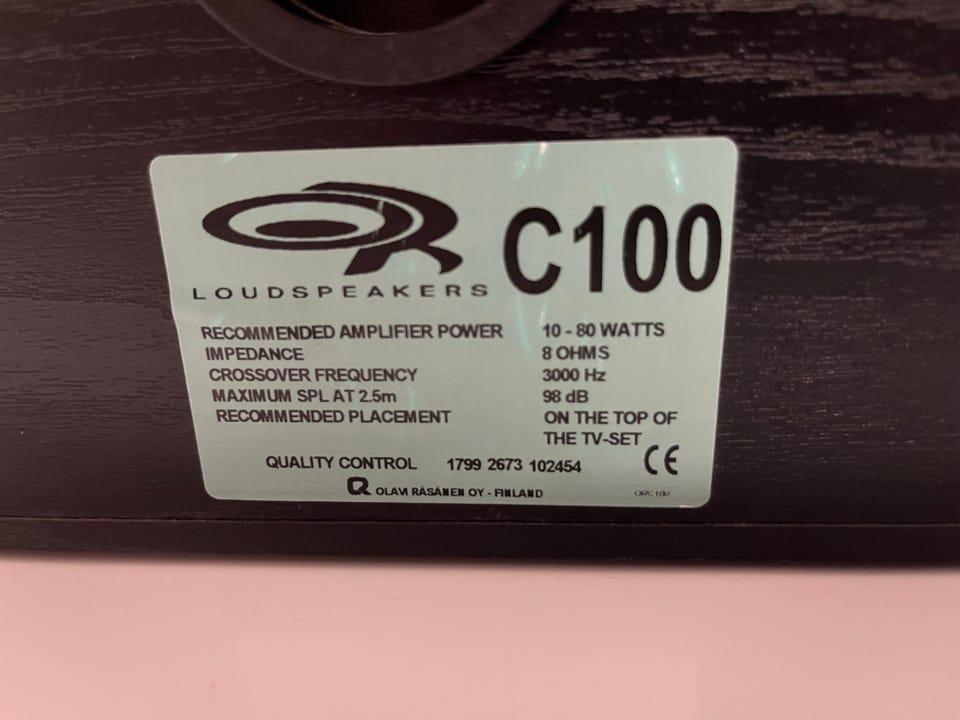 OR
LOUDSPEAKERS
C100
RECOMMENDED AMPLIFIER POWER 10 - 80 WATTS
IMPEDANCE 8 OHMS
CROSSOVER FREQUENCY 3000 Hz
MAXIMUM SPL AT 2.5m 98 dB
RECOMMENDED PLACEMENT ON THE TOP OF
THE TV-SET
QUALITY CONTROL 1799 2673 102454
CE
OLAVI RÄSÄNEN OY - FINLAND
ORC100